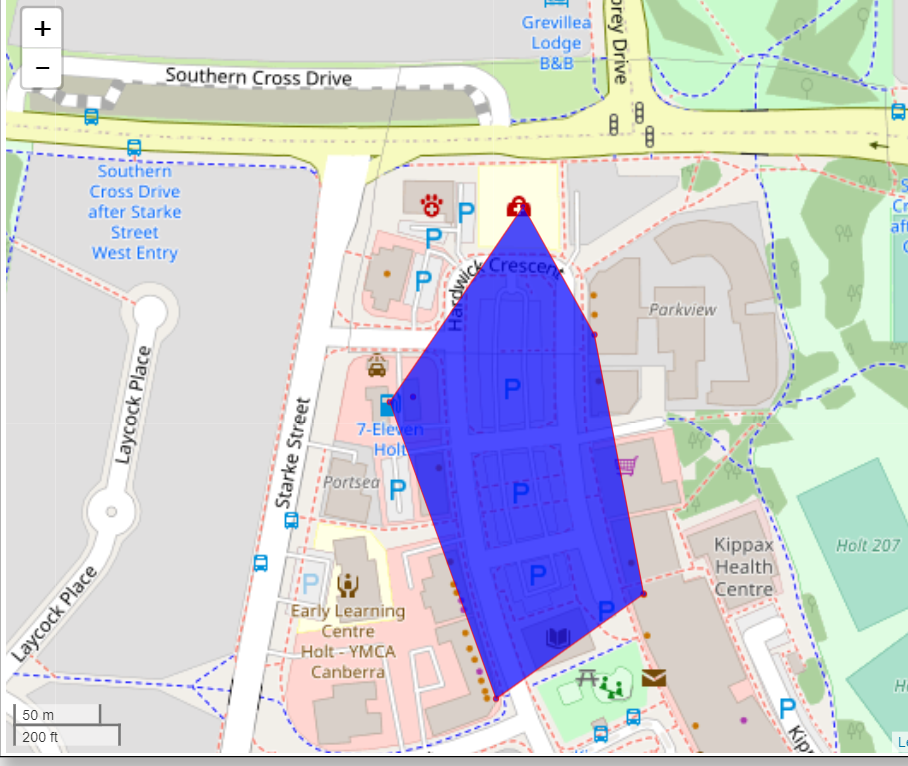 +
−
Grevillea
Lodge
B&B
orey Drive
Southern Cross Drive
Southern
Cross Drive
after Starke
Street
West Entry
P
P
P
Hardwick Crescent
Parkview
Laycock Place
Starke Street
P
7-Eleven
Holt
Portsea
P
P
P
Holt 207
Kippax
Health
Centre
P
Early Learning
Centre
Holt - YMCA
Canberra
P
Laycock Place
P
50 m
200 ft